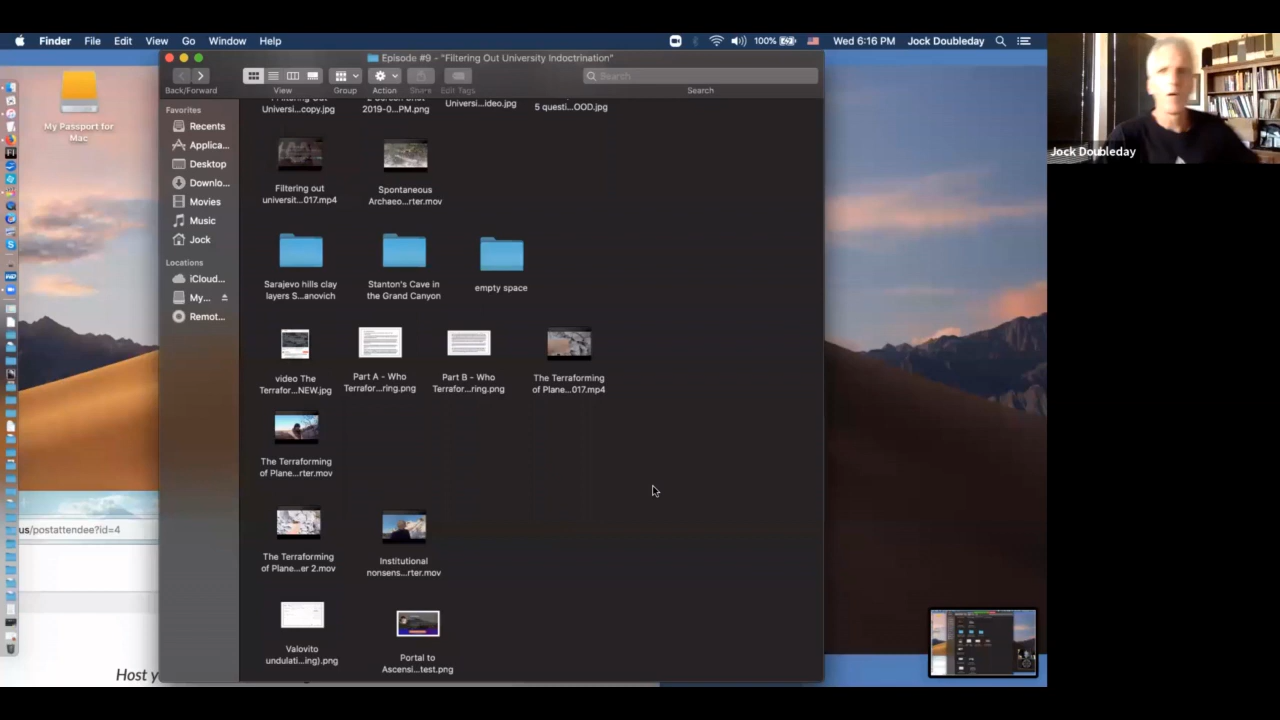 Finder File Edit View Go Window Help 100% Wed 6:16 PM Jock Doubleday
Episode #9 - "Filtering Out University Indoctrination"
Search
Back/Forward View Group Action Share Edit Tags Search
My Passport for
Mac
Favorites
Recents
Applica...
Desktop
Downlo...
Movies
Music
Jock
Locations
iCloud...
My...
Remot...
Universi...copy.jpg
2019-0...PM.png
Universi...ideo.jpg
5 questi...OOD.jpg
Filtering out
universit...017.mp4
Spontaneous
Archaeo...rter.mov
Sarajevo hills clay
layers S...anovich
Stanton's Cave in
the Grand Canyon
empty space
video The
Terrafor...NEW.jpg
Part A - Who
Terrafor...ring.png
Part B - Who
Terrafor...ring.png
The Terraforming
of Plane...017.mp4
The Terraforming
of Plane...rter.mov
The Terraforming
of Plane...er 2.mov
Institutional
nonsens...rter.mov
Valovito
undulati...ing).png
Portal to
Ascensi...test.png
us/postattendee?id=4
Host
Jock Doubleday